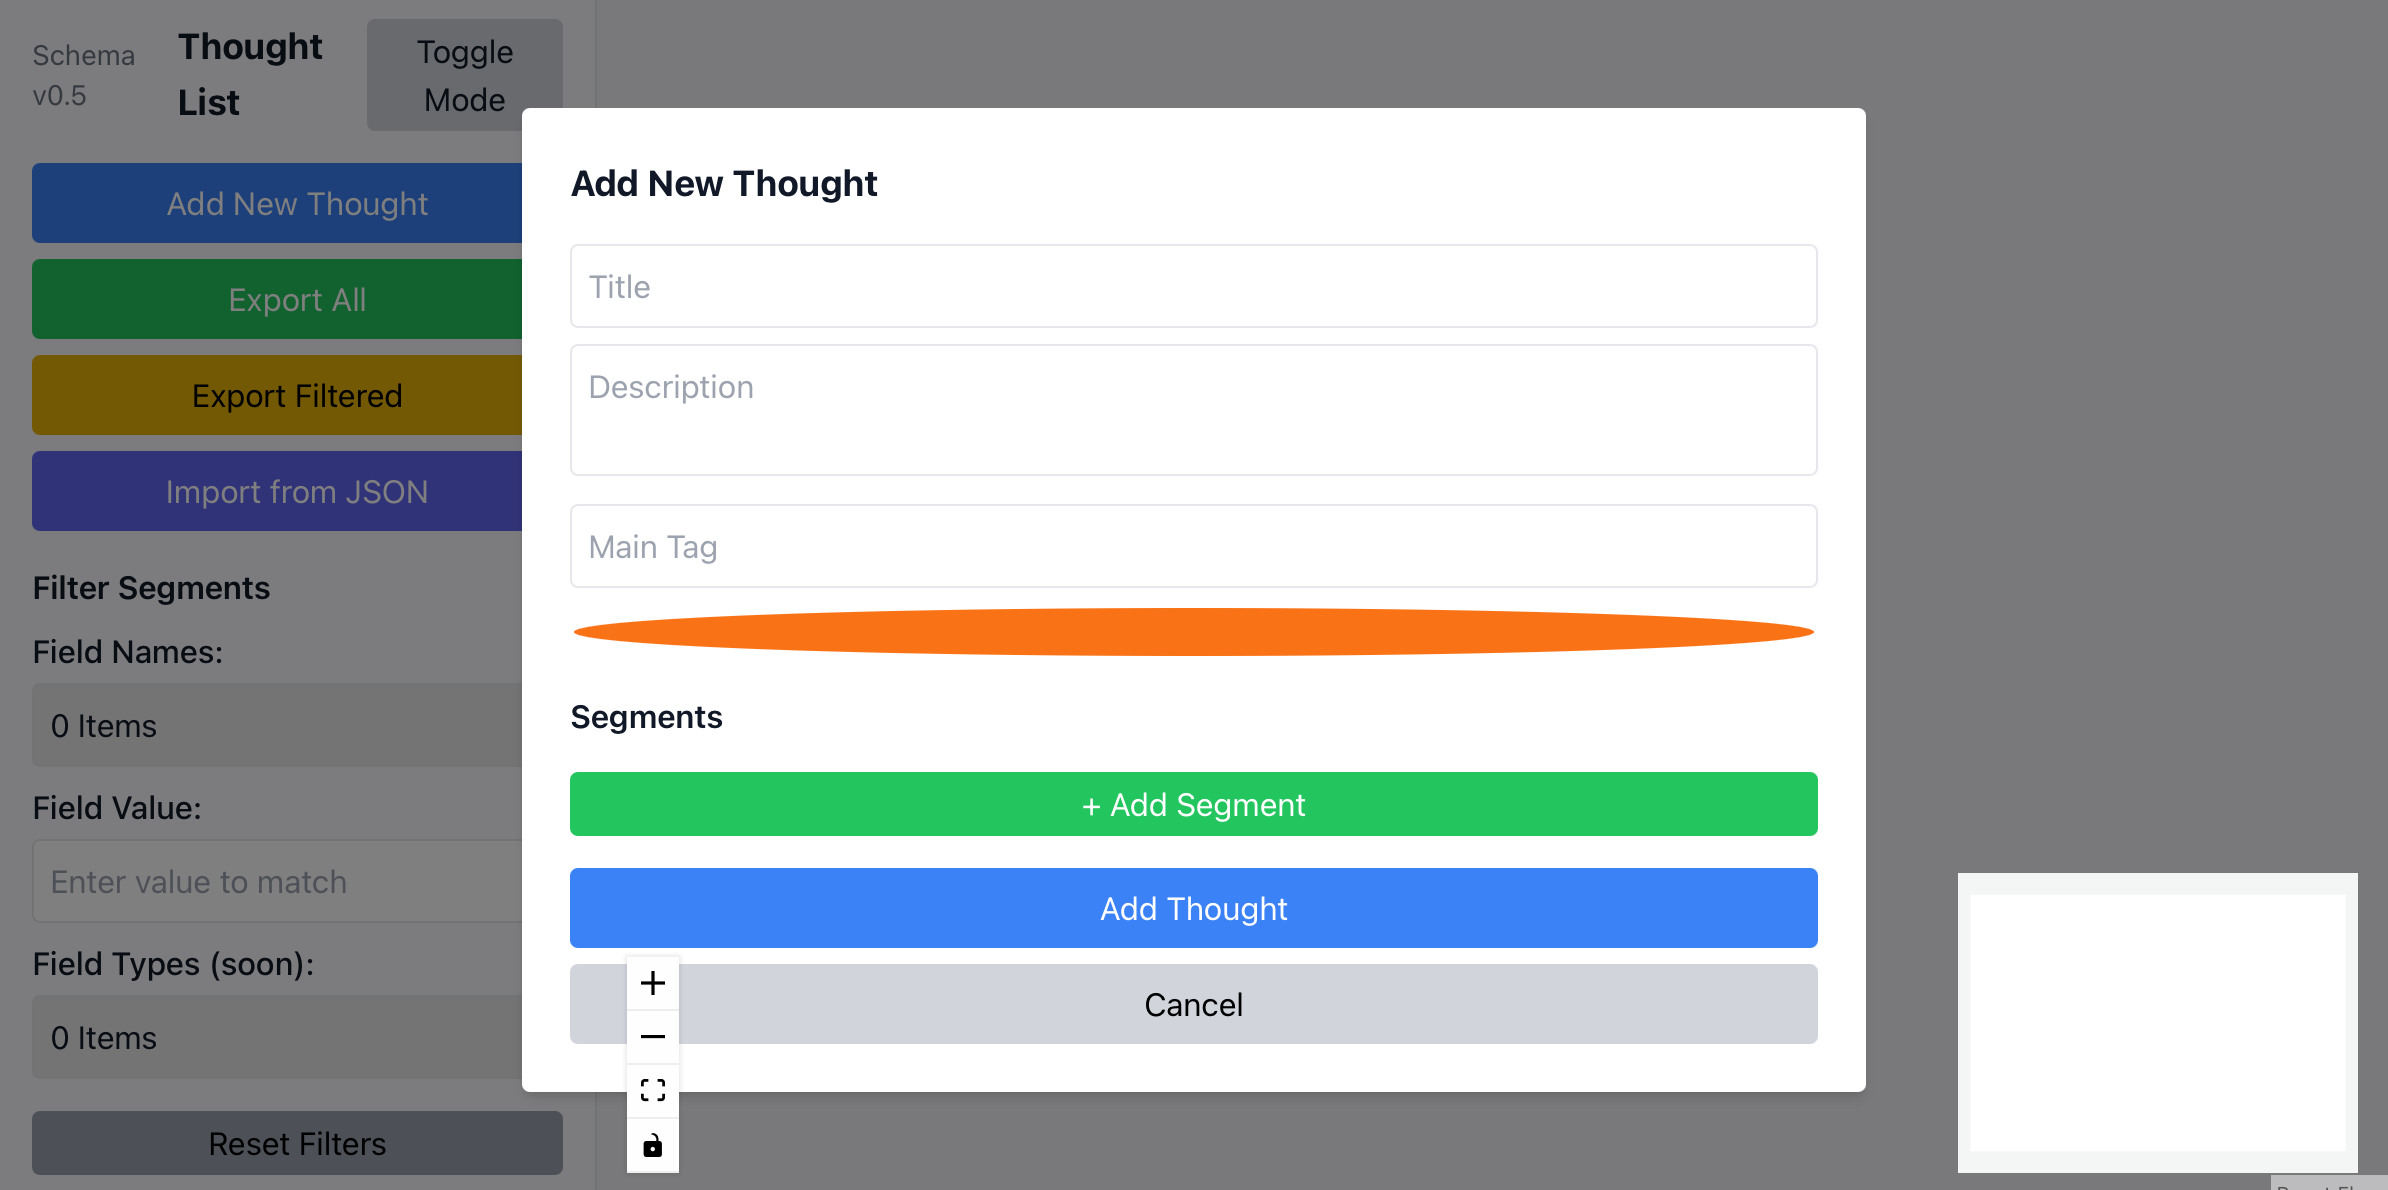 Schema
v0.5
Thought
List
Toggle
Mode
Add New Thought
Export All
Export Filtered
Import from JSON
Filter Segments
Field Names:
0 Items
Field Value:
Enter value to match
Field Types (soon):
0 Items
Reset Filters
Add New Thought
Title
Description
Main Tag
Segments
+ Add Segment
Add Thought
Cancel